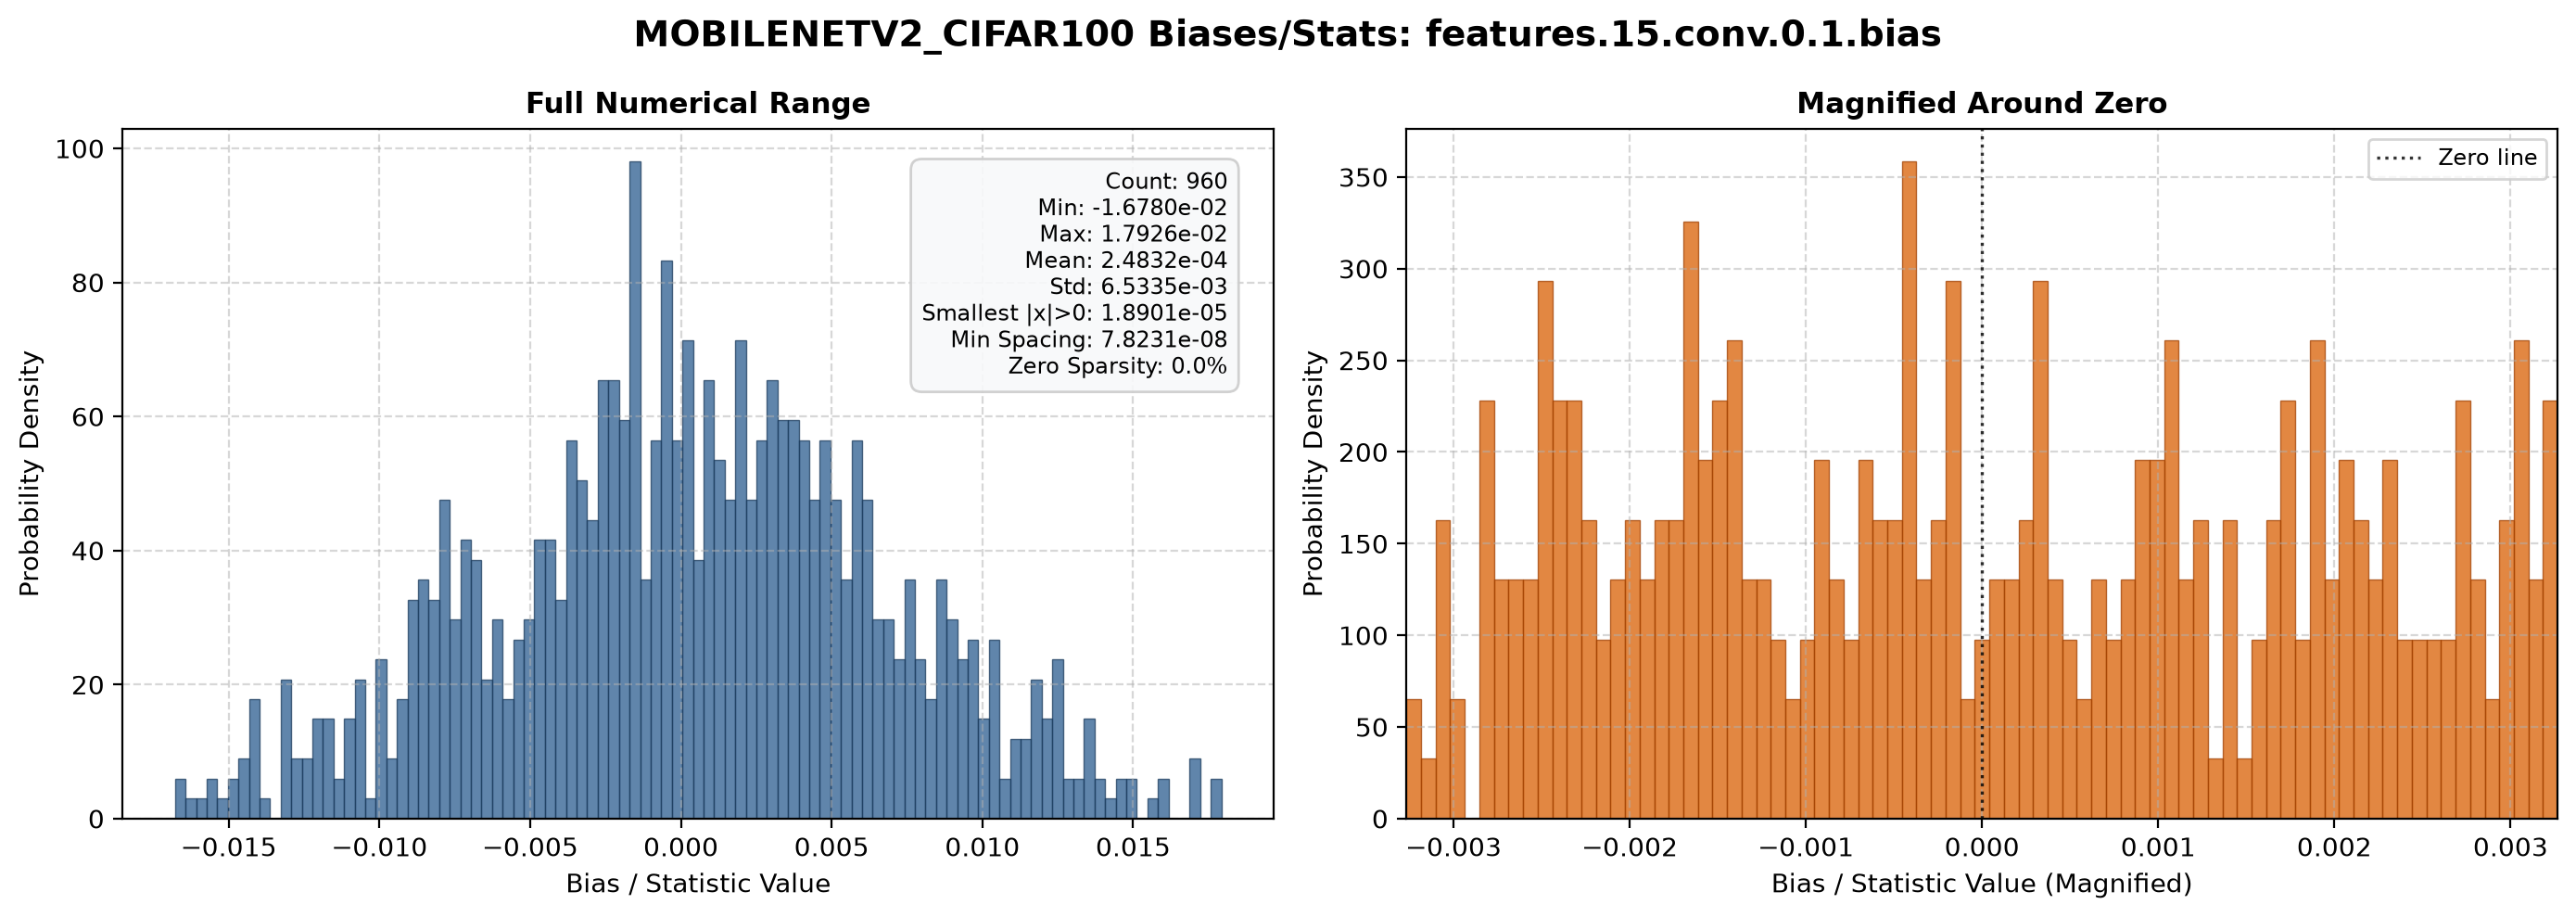 MOBILENETV2_CIFAR100 Biases/Stats: features.15.conv.0.1.bias
Full Numerical Range
100
80
60
40
20
0
Probability Density
Count: 960
Min: -1.6780e-02
Max: 1.7926e-02
Mean: 2.4832e-04
Std: 6.5335e-03
Smallest |x|>0: 1.8901e-05
Min Spacing: 7.8231e-08
Zero Sparsity: 0.0%
−0.015 −0.010 −0.005 0.000 0.005 0.010 0.015
Bias / Statistic Value
Magnified Around Zero
350
300
250
200
150
100
50
0
Probability Density
Zero line
−0.003 −0.002 −0.001 0.000 0.001 0.002 0.003
Bias / Statistic Value (Magnified)